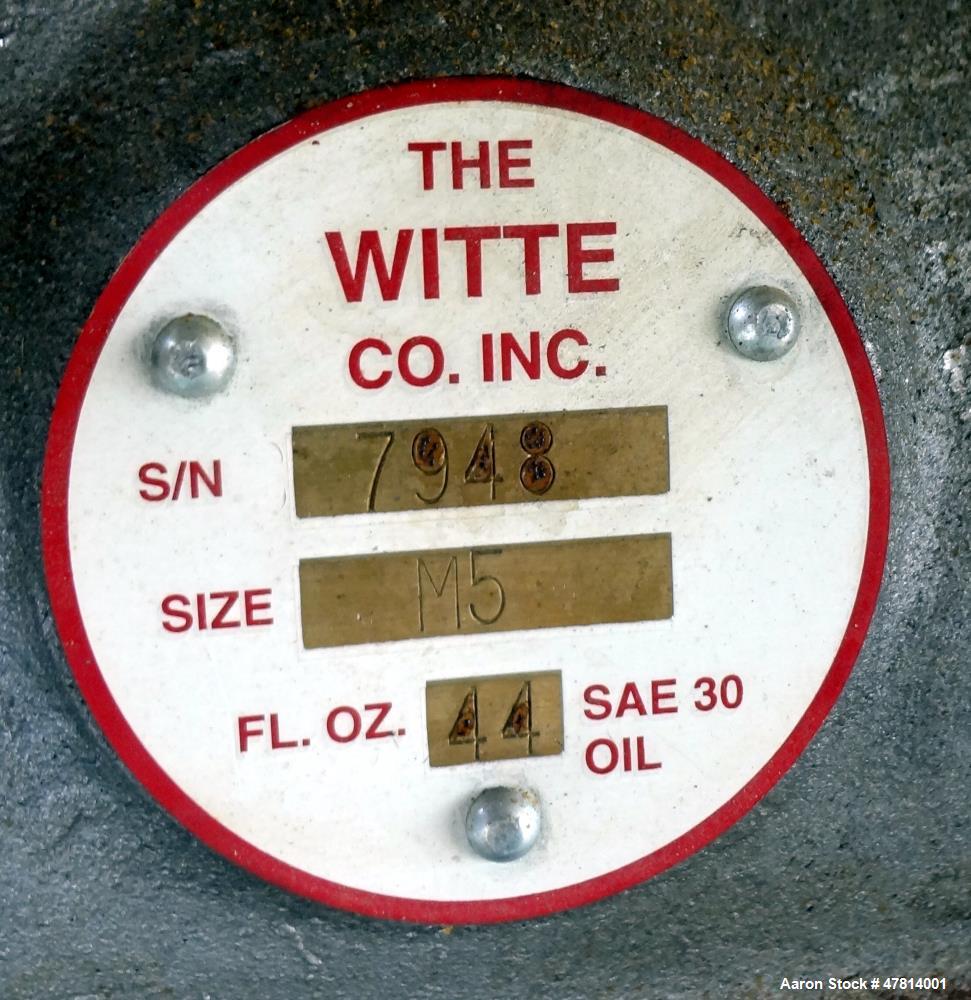 THE
WITTE
CO. INC.
S/N 7948
SIZE M5
FL. OZ. 44 SAE 30
OIL
Aaron Stock # 47814001